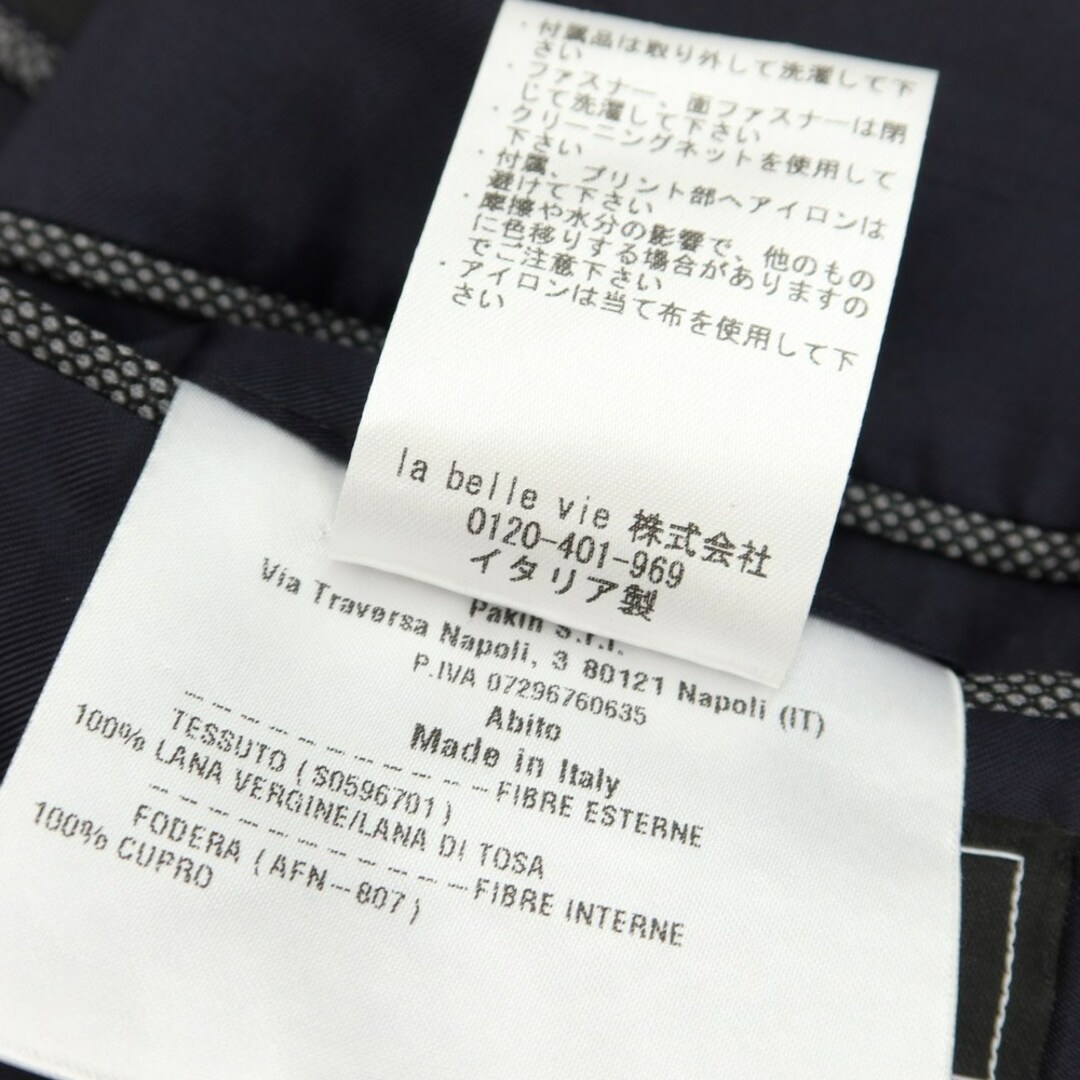 ・付属品は取り外して洗濯して下
さい
・ファスナー、面ファスナーは閉
じて洗濯して下さい
・クリーニングネットを使用して
下さい
・付属、プリント部へアイロンは
避けて下さい
・摩擦や水分の影響で、他のもの
に色移りする場合がありますの
でご注意下さい
・アイロンは当て布を使用して下
さい
la belle vie 株式会社
0120-401-969
イタリア製
Pakin S.r.l.
Via Traversa Napoli, 3 80121 Napoli (IT)
P.IVA 07296760635
Abito
Made in Italy
--------------FIBRE ESTERNE
TESSUTO ( S0596701 )
100% LANA VERGINE/LANA DI TOSA
--------------FIBRE INTERNE
FODERA ( AFN-807 )
100% CUPRO